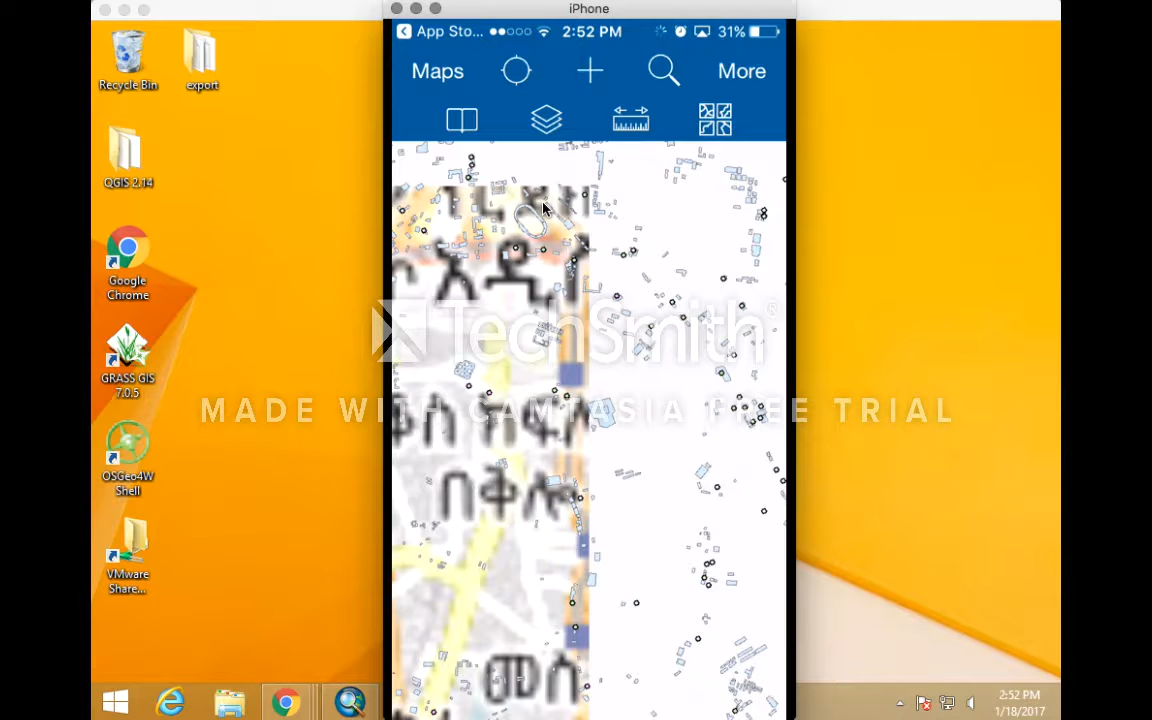 iPhone
App Sto... 2:52 PM 31%
Maps More
Recycle Bin
export
QGIS 2.14
Google Chrome
GRASS GIS 7.0.5
OSGeo4W Shell
VMware Share...
TechSmith®
MADE WITH CAMTASIA FREE TRIAL
በቅሎ
መስ
2:52 PM
1/18/2017